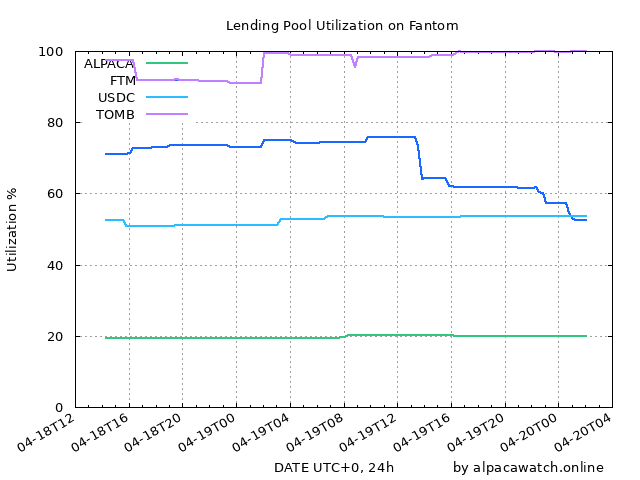 Lending Pool Utilization on Fantom
100
80
60
40
20
0
Utilization %
ALPACA
FTM
USDC
TOMB
04-18T12
04-18T16
04-18T20
04-19T00
04-19T04
04-19T08
04-19T12
04-19T16
04-19T20
04-20T00
04-20T04
DATE UTC+0, 24h
by alpacawatch.online